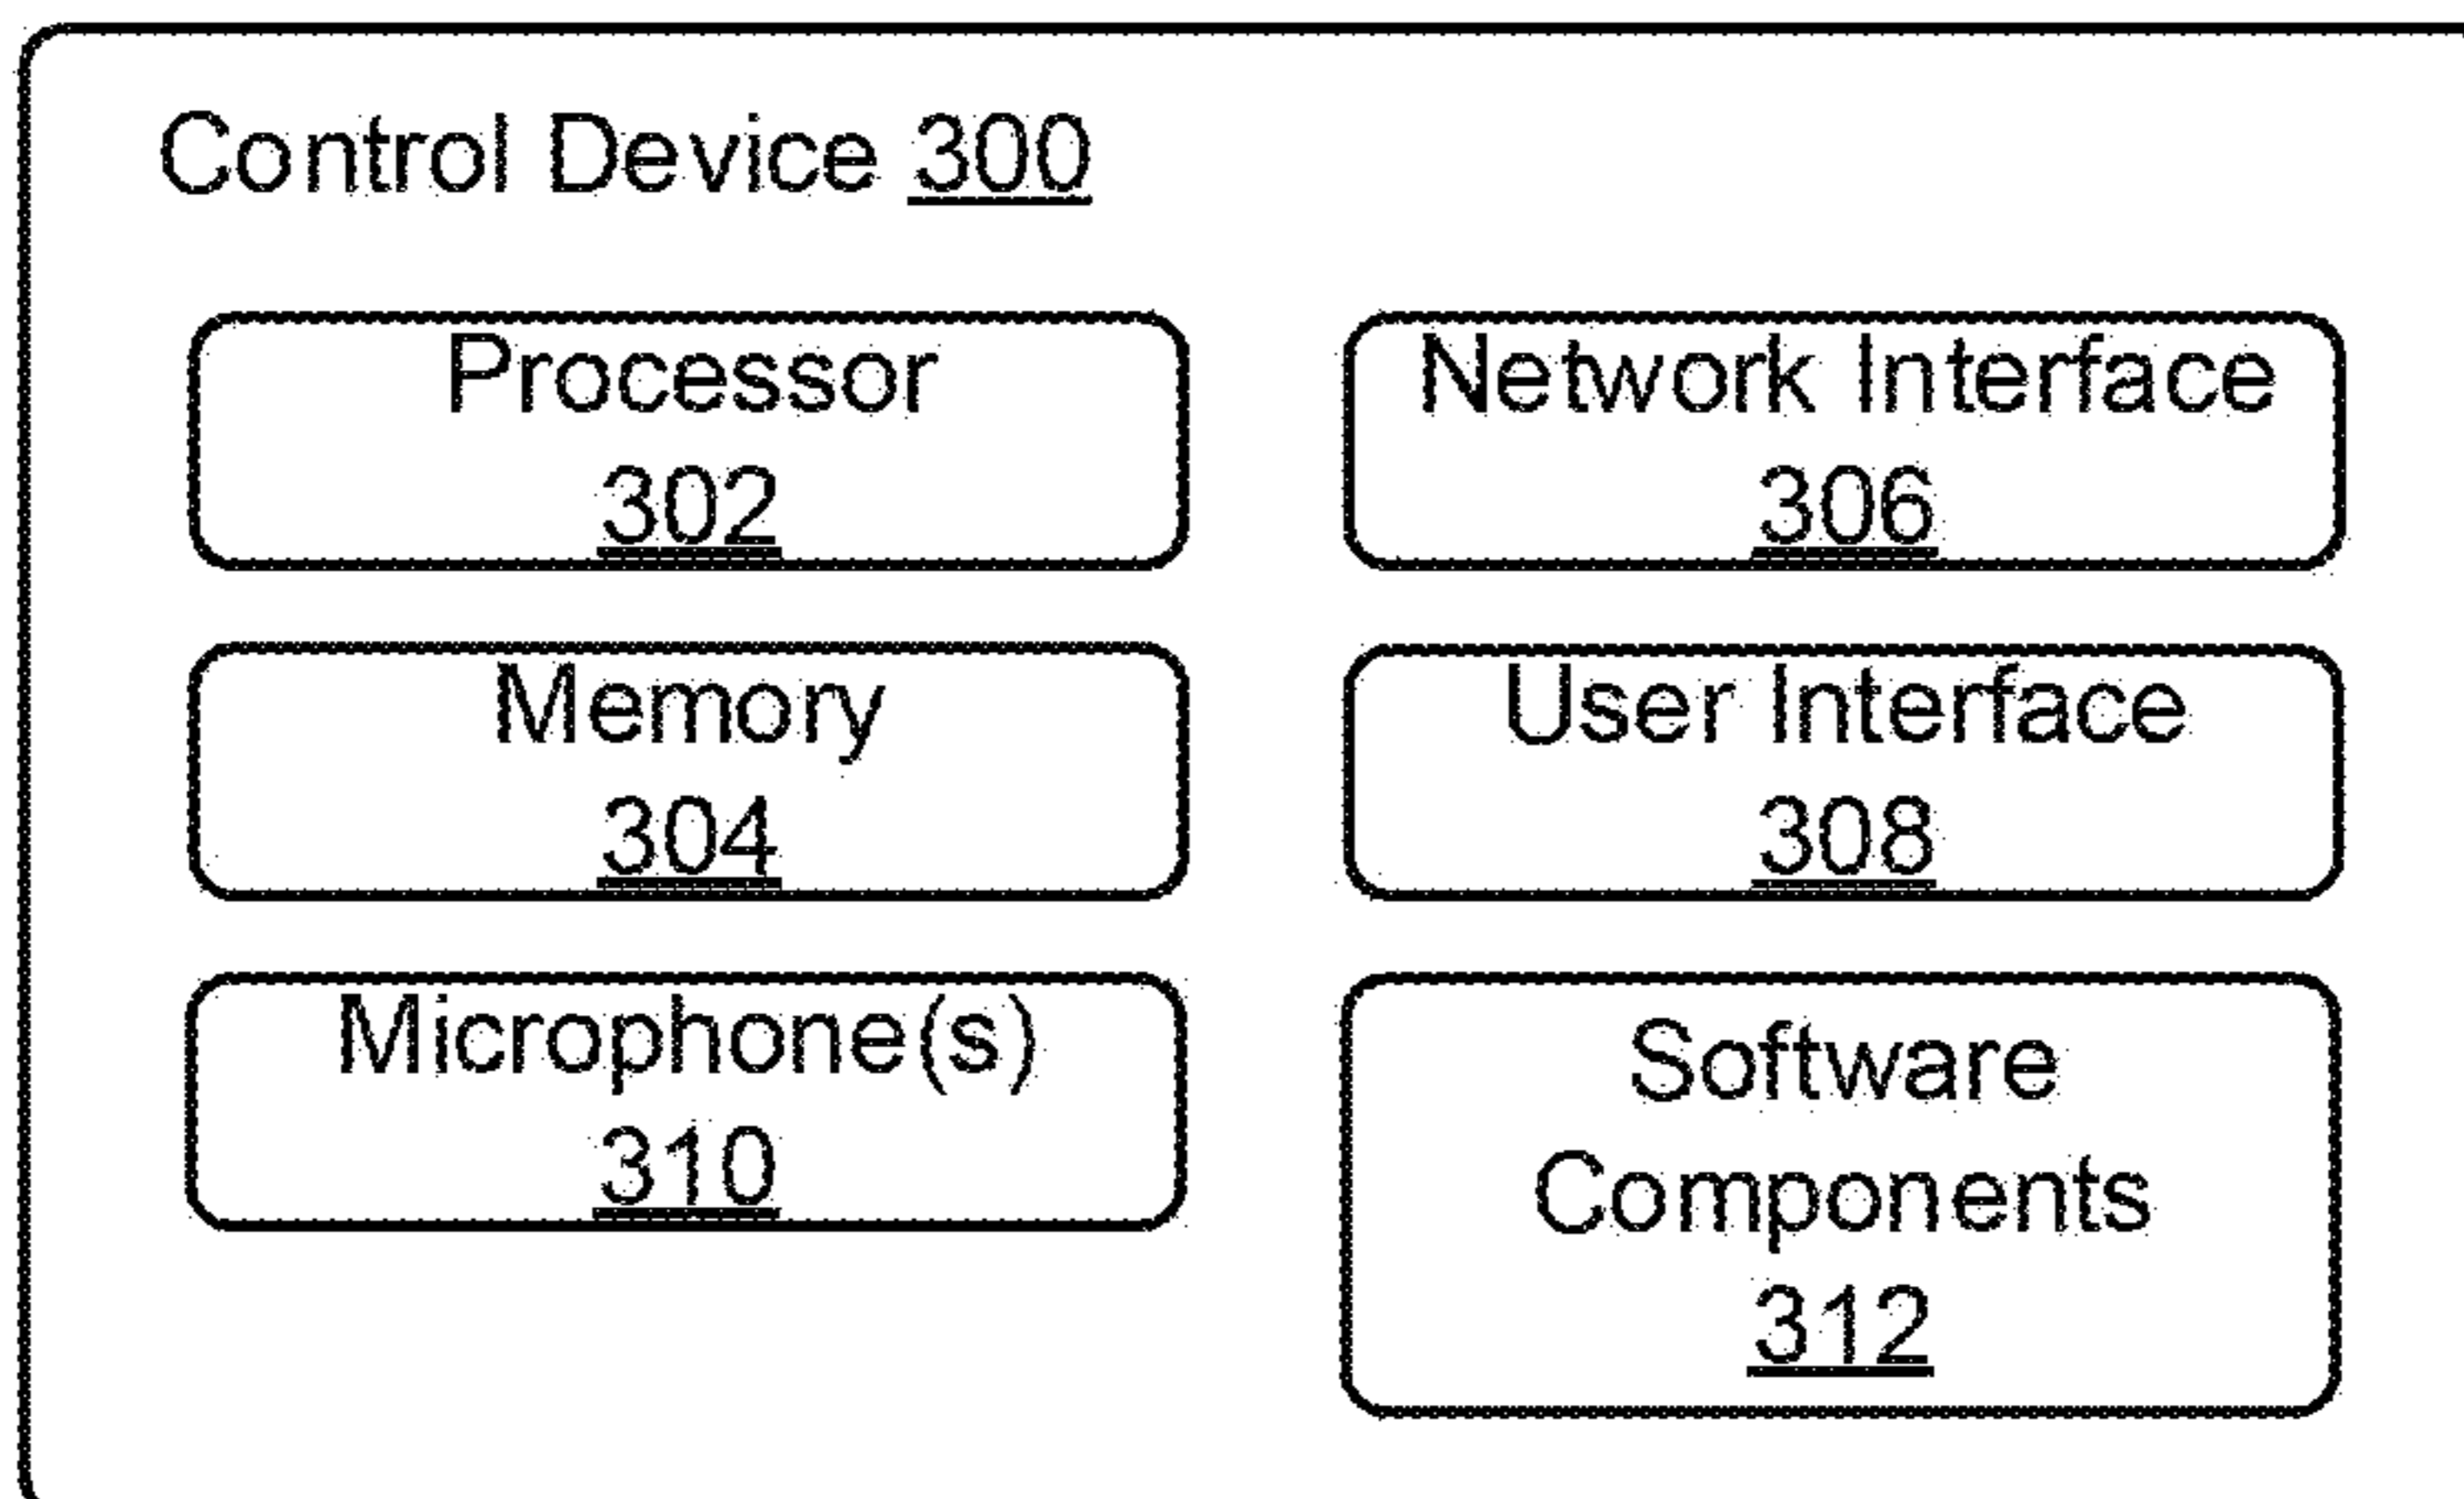 Control Device 300
Processor
302
Network Interface
306
Memory
304
User Interface
308
Microphone(s)
310
Software
Components
312